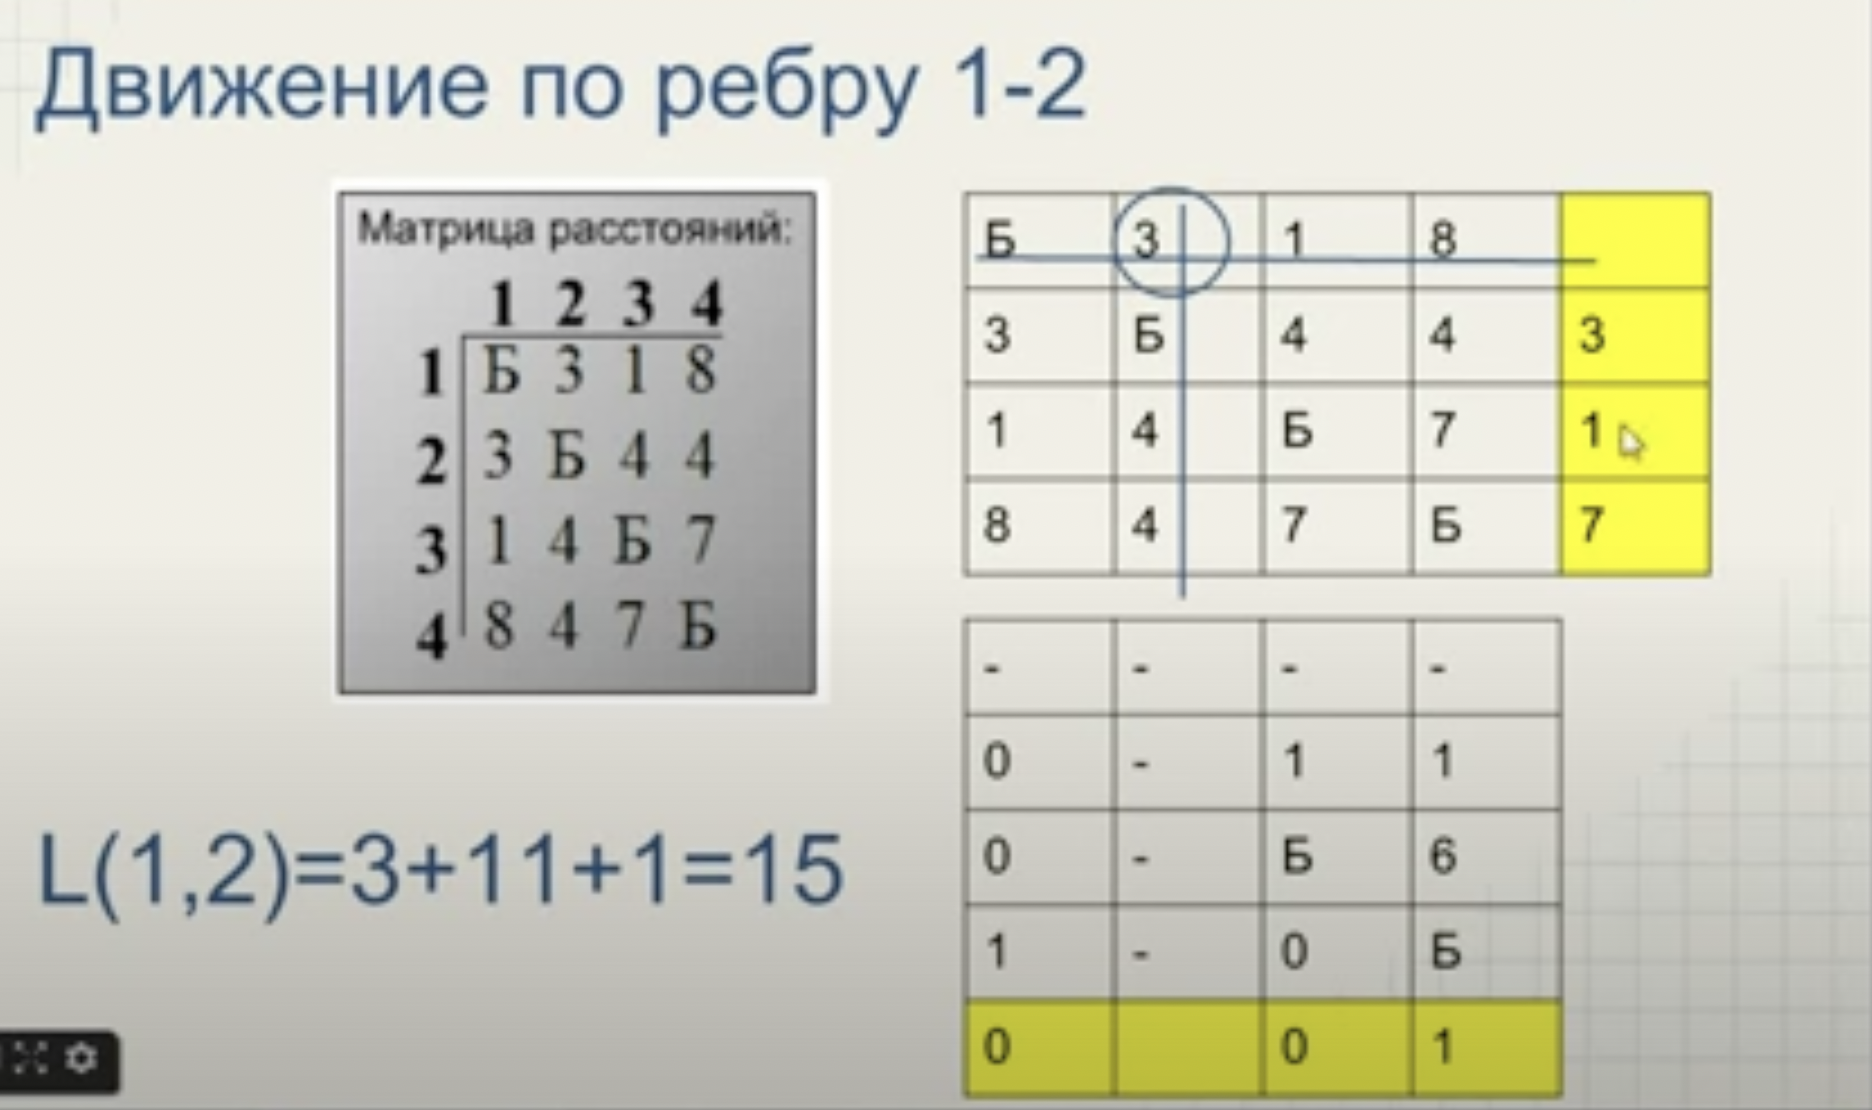 Движение по ребру 1-2
Матрица расстояний:
1 2 3 4
1 Б 3 1 8
2 3 Б 4 4
3 1 4 Б 7
4 8 4 7 Б
Б 3 1 8
3 Б 4 4 3
1 4 Б 7 1
8 4 7 Б 7
- - - -
0 - 1 1
0 - Б 6
1 - 0 Б
0 0 1
L(1,2)=3+11+1=15